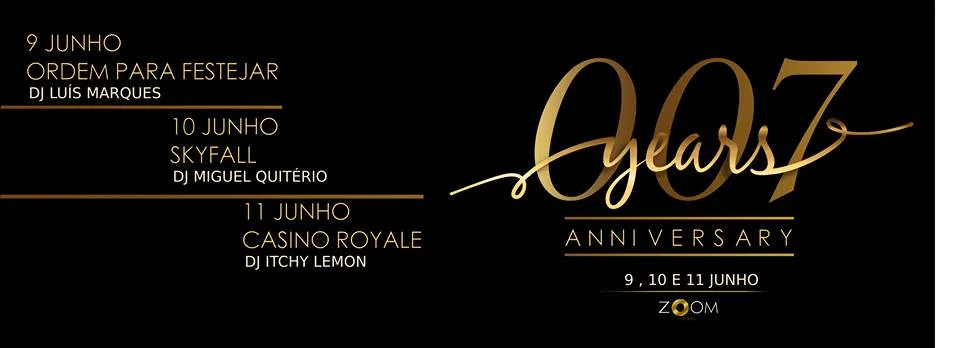 9 JUNHO
ORDEM PARA FESTEJAR
DJ LUÍS MARQUES
10 JUNHO
SKYFALL
DJ MIGUEL QUITÉRIO
11 JUNHO
CASINO ROYALE
DJ ITCHY LEMON
007
years
ANNIVERSARY
9 , 10 E 11 JUNHO
ZOOM